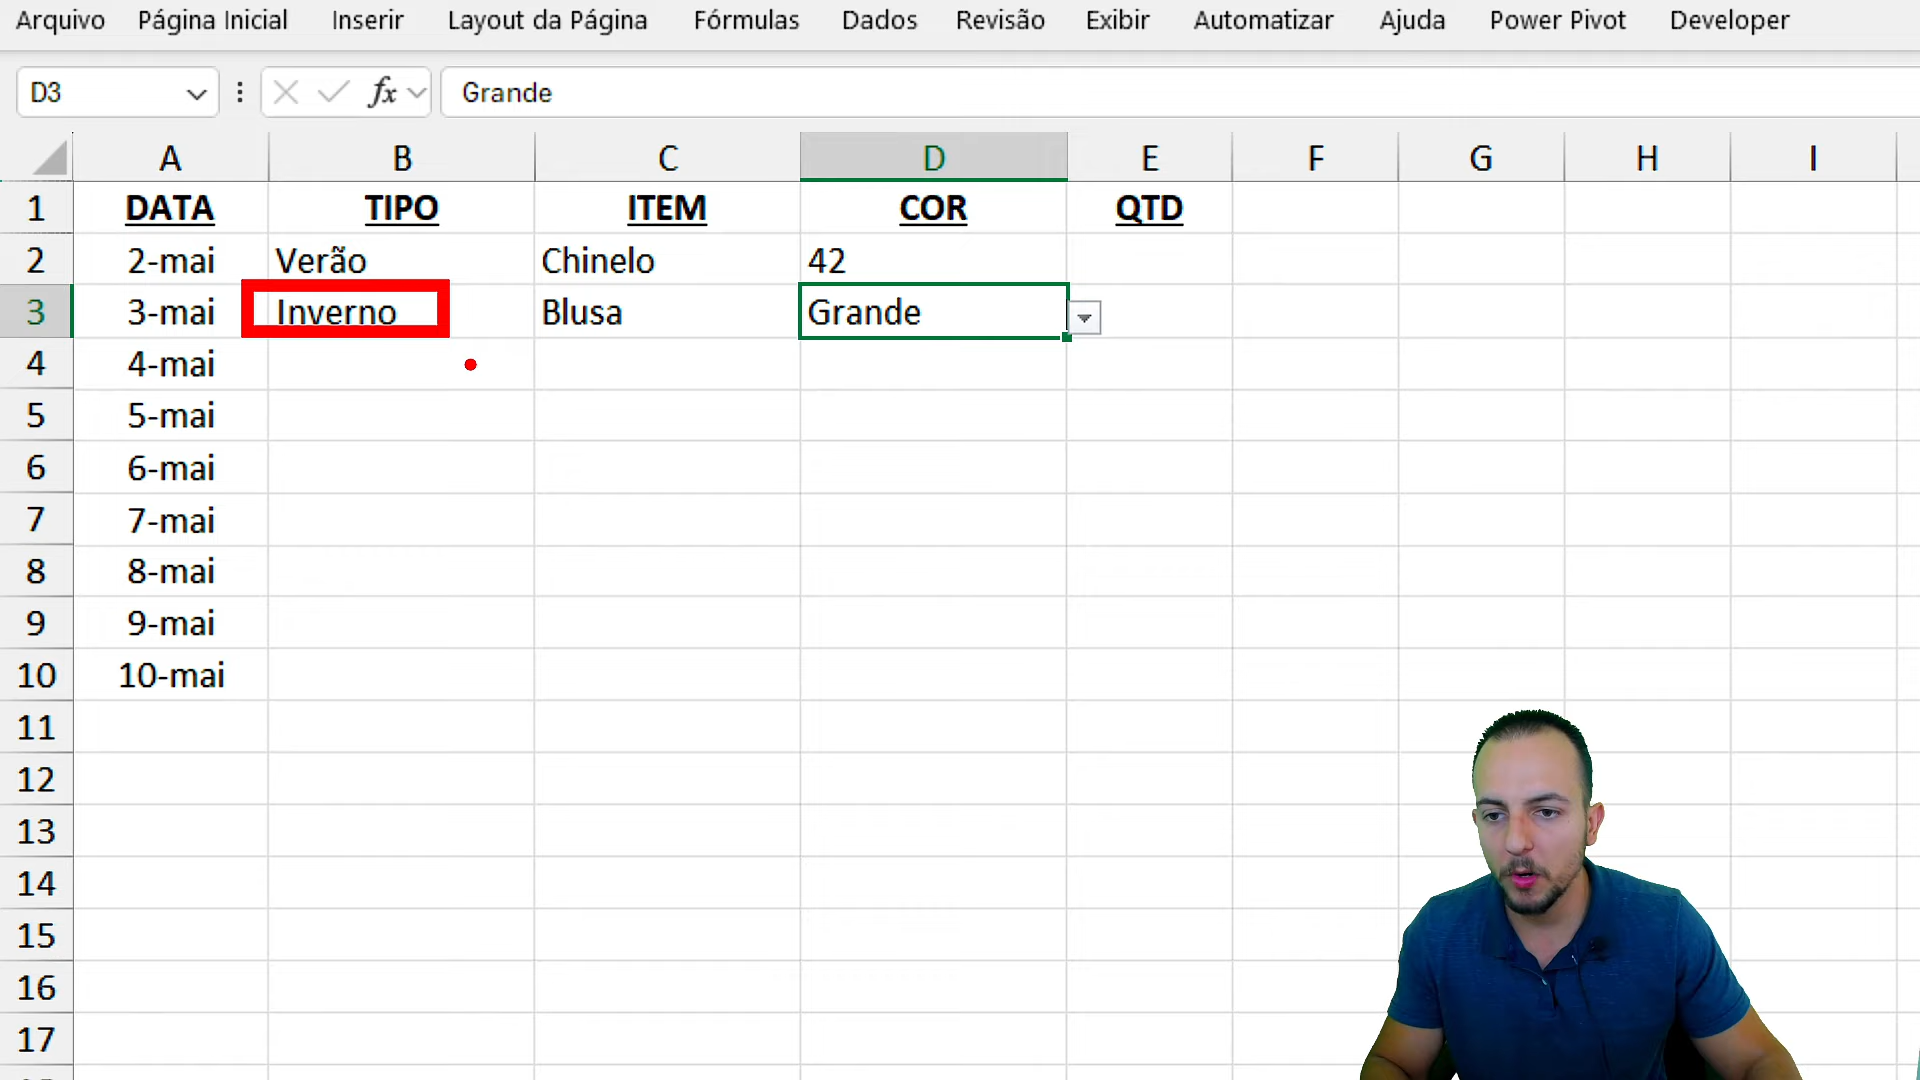 Arquivo Página Inicial Inserir Layout da Página Fórmulas Dados Revisão Exibir Automatizar Ajuda Power Pivot Developer
D3 fx Grande
A B C D E F G H I
1 DATA TIPO ITEM COR QTD
2 2-mai Verão Chinelo 42
3 3-mai Inverno Blusa Grande
4 4-mai
5 5-mai
6 6-mai
7 7-mai
8 8-mai
9 9-mai
10 10-mai
11
12
13
14
15
16
17